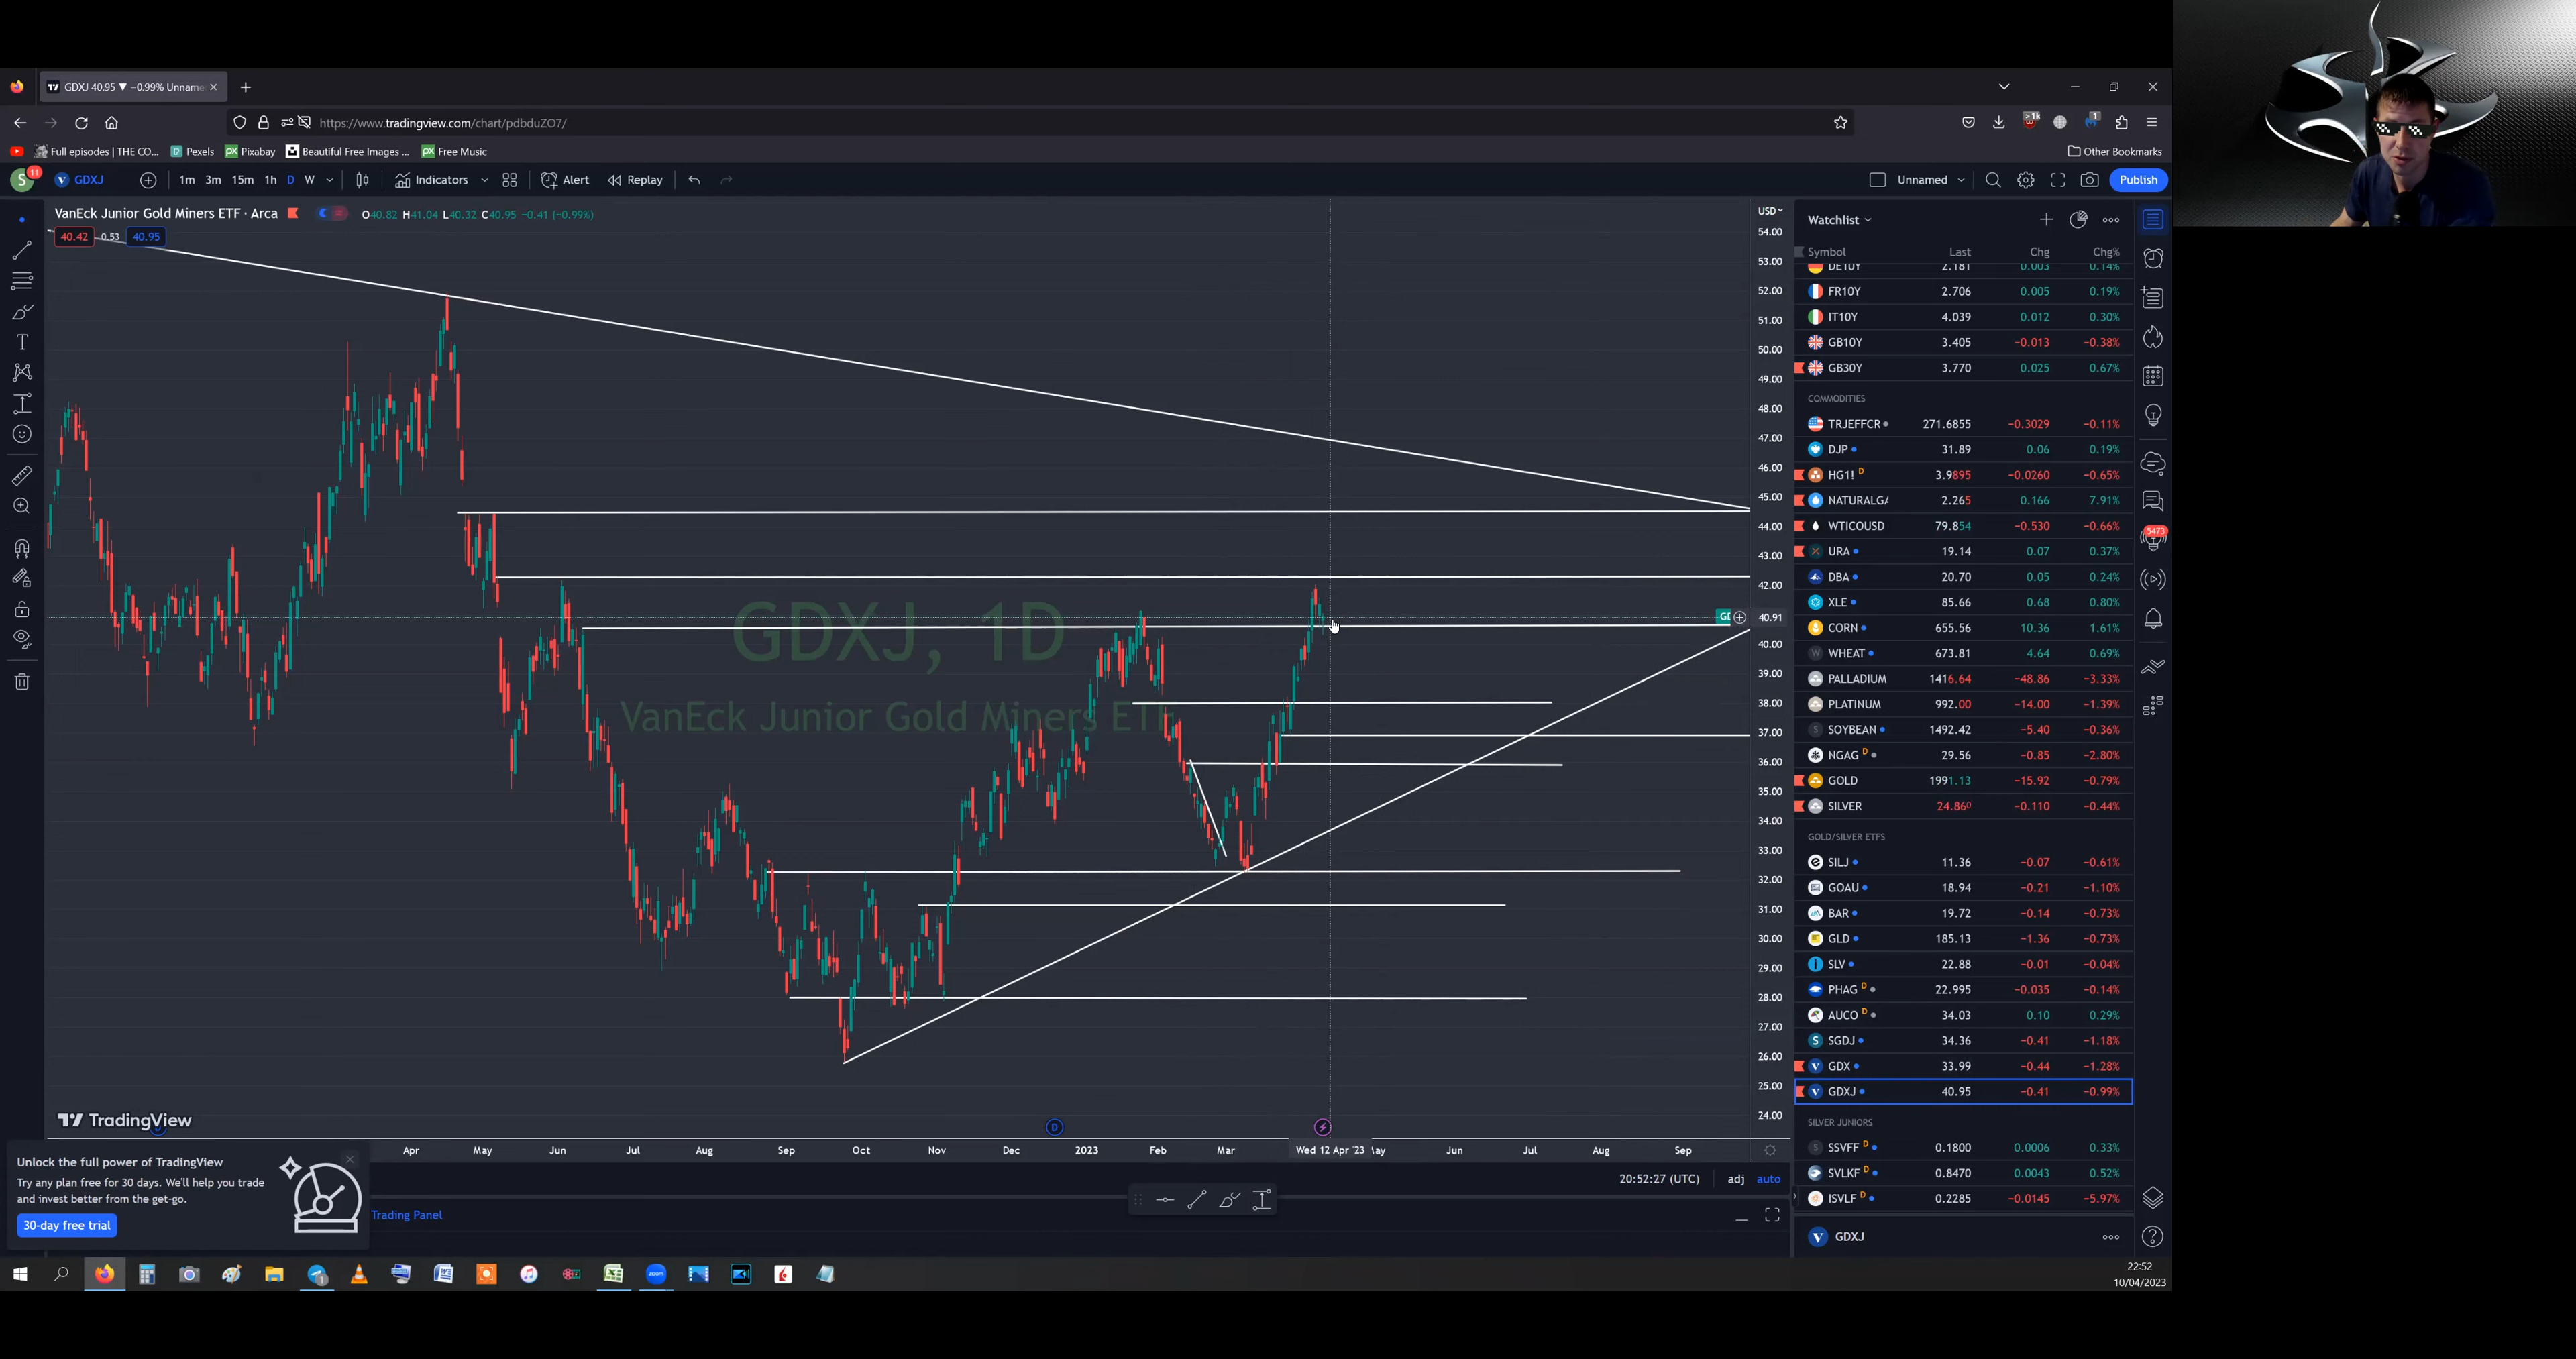 GDXJ 40.95 ▼ −0.99% Unname
https://www.tradingview.com/chart/pdbduZO7/
>1k
1
Full episodes | THE CO...
Pexels
Pixabay
Beautiful Free Images ...
Free Music
Other Bookmarks
S 11
GDXJ
1m 3m 15m 1h D W
Indicators
Alert
Replay
Unnamed
Publish
VanEck Junior Gold Miners ETF · Arca
O40.82 H41.04 L40.32 C40.95 −0.41 (−0.99%)
40.42 0.53 40.95
GDXJ, 1D
VanEck Junior Gold Miners ETF
USD
54.00
53.00
52.00
51.00
50.00
49.00
48.00
47.00
46.00
45.00
44.00
43.00
42.00
40.91
40.00
39.00
38.00
37.00
36.00
35.00
34.00
33.00
32.00
31.00
30.00
29.00
28.00
27.00
26.00
25.00
24.00
TradingView
D
Apr May Jun Jul Aug Sep Oct Nov Dec 2023 Feb Mar Wed 12 Apr '23 Jun Jul Aug Sep
20:52:27 (UTC) adj auto
Unlock the full power of TradingView
Try any plan free for 30 days. We'll help you trade
and invest better from the get-go.
30-day free trial
Trading Panel
Watchlist
Symbol Last Chg Chg%
DE10Y 2.181 0.003 0.14%
FR10Y 2.706 0.005 0.19%
IT10Y 4.039 0.012 0.30%
GB10Y 3.405 −0.013 −0.38%
GB30Y 3.770 0.025 0.67%
COMMODITIES
TRJEFFCR 271.6855 −0.3029 −0.11%
DJP 31.89 0.06 0.19%
HG1! D 3.9895 −0.0260 −0.65%
NATURALGA 2.265 0.166 7.91%
WTICOUSD 79.854 −0.530 −0.66%
URA 19.14 0.07 0.37%
DBA 20.70 0.05 0.24%
XLE 85.66 0.68 0.80%
CORN 655.56 10.36 1.61%
WHEAT 673.81 4.64 0.69%
PALLADIUM 1416.64 −48.86 −3.33%
PLATINUM 992.00 −14.00 −1.39%
SOYBEAN 1492.42 −5.40 −0.36%
NGAG D 29.56 −0.85 −2.80%
GOLD 1991.13 −15.92 −0.79%
SILVER 24.860 −0.110 −0.44%
GOLD/SILVER ETFS
SILJ 11.36 −0.07 −0.61%
GOAU 18.94 −0.21 −1.10%
BAR 19.72 −0.14 −0.73%
GLD 185.13 −1.36 −0.73%
SLV 22.88 −0.01 −0.04%
PHAG D 22.995 −0.035 −0.14%
AUCO D 34.03 0.10 0.29%
SGDJ 34.36 −0.41 −1.18%
GDX 33.99 −0.44 −1.28%
GDXJ 40.95 −0.41 −0.99%
SILVER JUNIORS
SSVFF D 0.1800 0.0006 0.33%
SVLKF D 0.8470 0.0043 0.52%
ISVLF D 0.2285 −0.0145 −5.97%
GDXJ
5473
zoom
22:52
10/04/2023